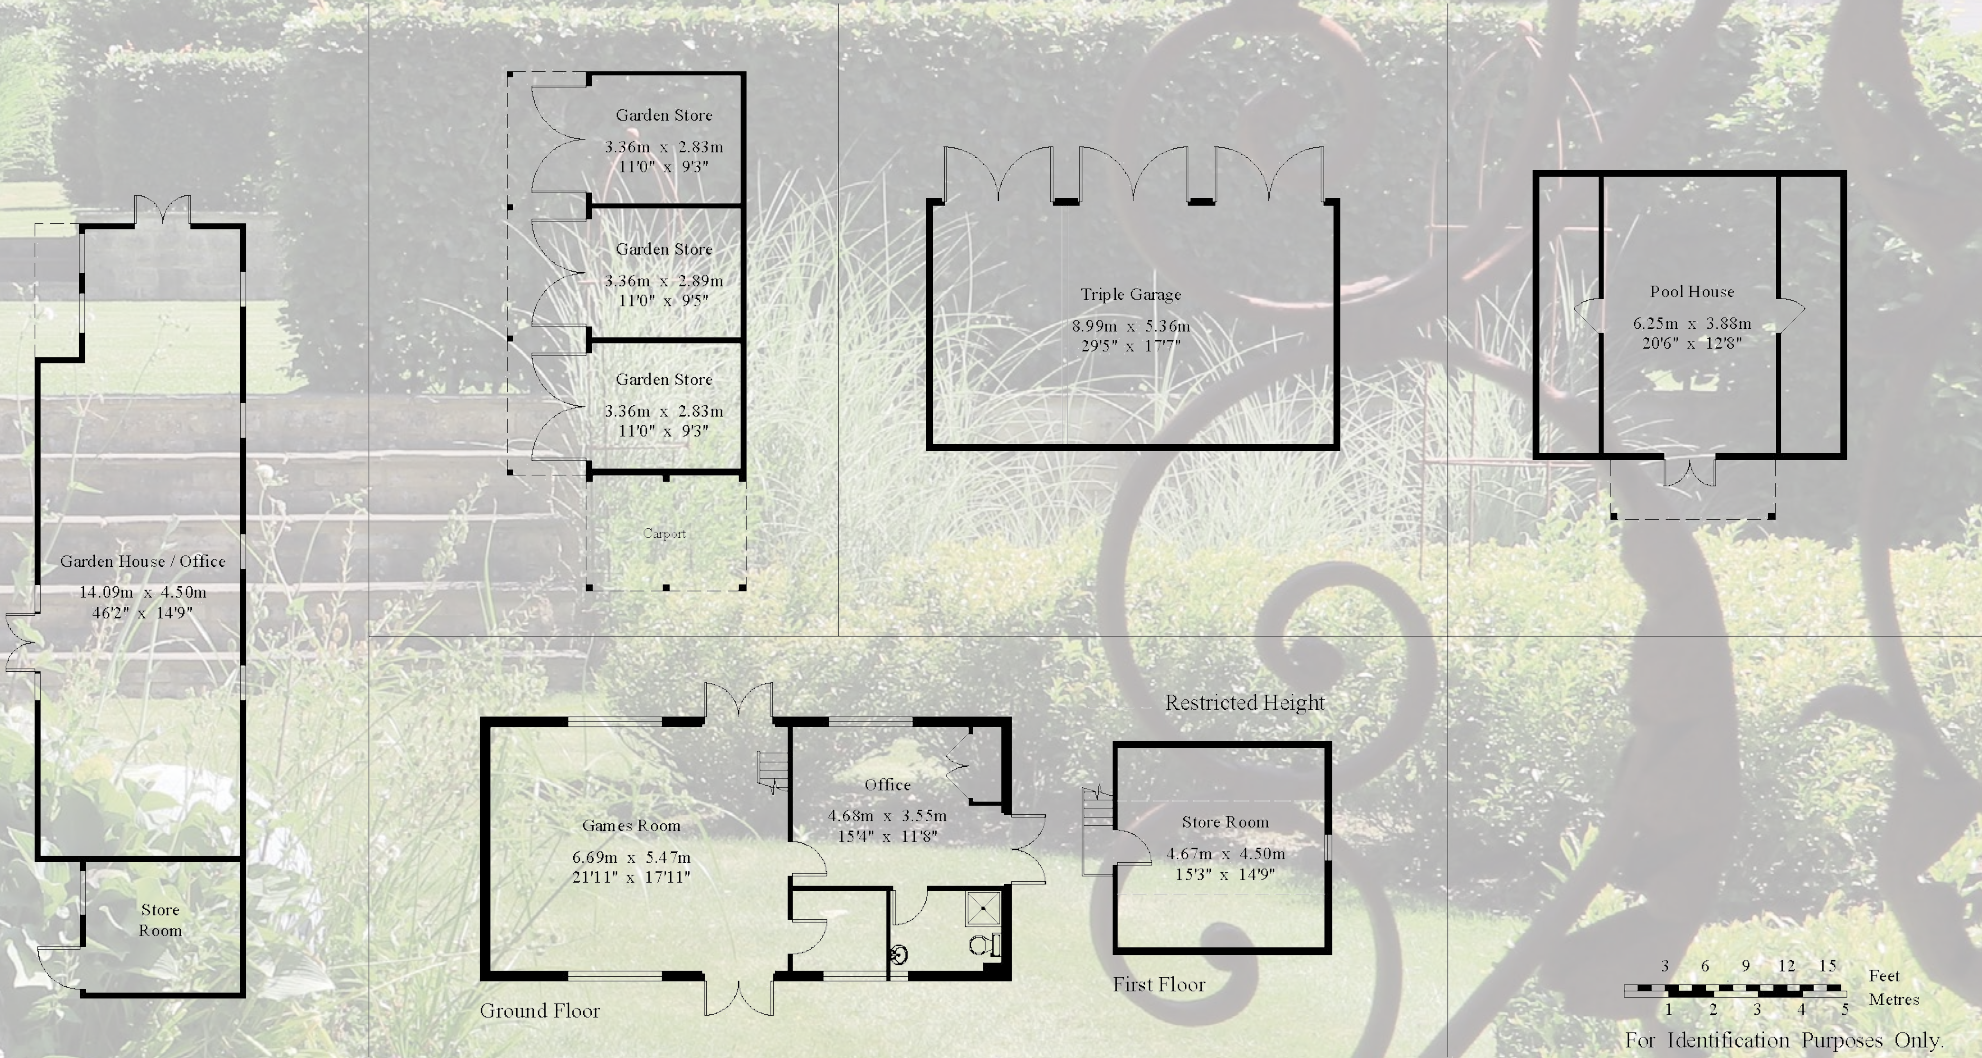 Garden House / Office
14.09m x 4.50m
46'2" x 14'9"
Store
Room
Garden Store
3.36m x 2.83m
11'0" x 9'3"
Garden Store
3.36m x 2.89m
11'0" x 9'5"
Garden Store
3.36m x 2.83m
11'0" x 9'3"
Carport
Triple Garage
8.99m x 5.36m
29'5" x 17'7"
Pool House
6.25m x 3.88m
20'6" x 12'8"
Games Room
6.69m x 5.47m
21'11" x 17'11"
Office
4.68m x 3.55m
15'4" x 11'8"
Ground Floor
Restricted Height
Store Room
4.67m x 4.50m
15'3" x 14'9"
First Floor
3 6 9 12 15 Feet
Metres
1 2 3 4 5
For Identification Purposes Only.